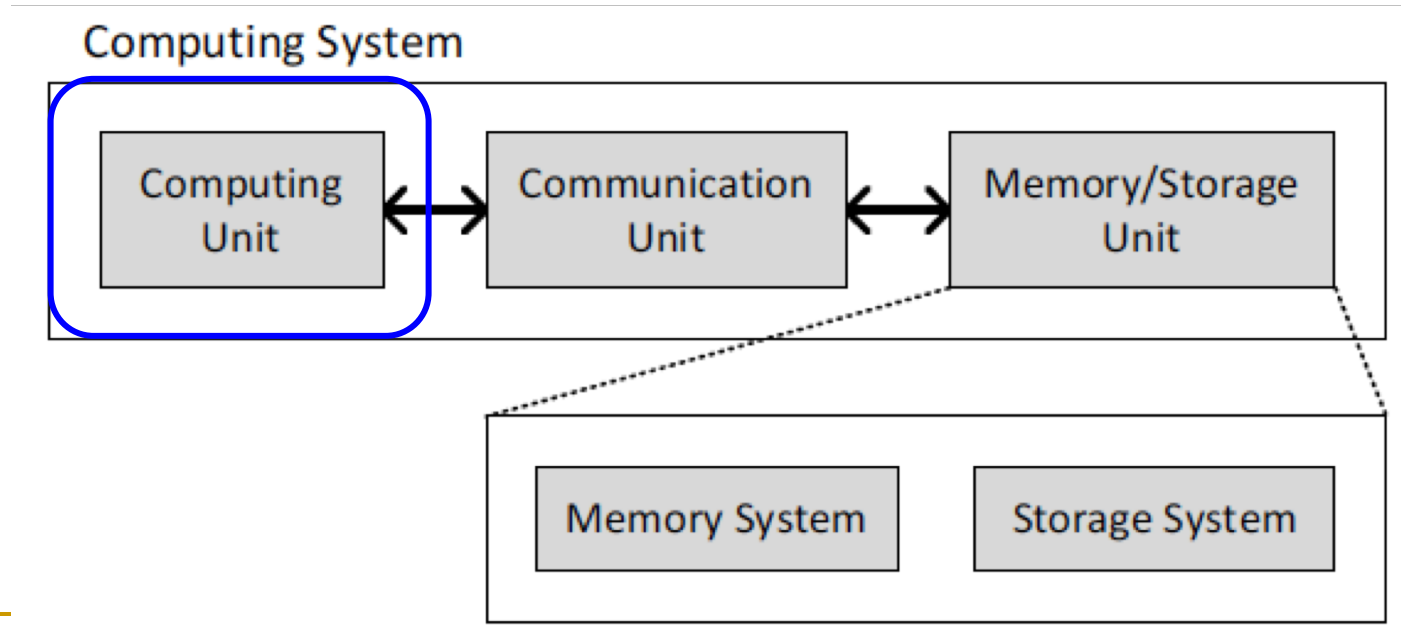 Computing System
Computing
Unit
Communication
Unit
Memory/Storage
Unit
Memory System
Storage System